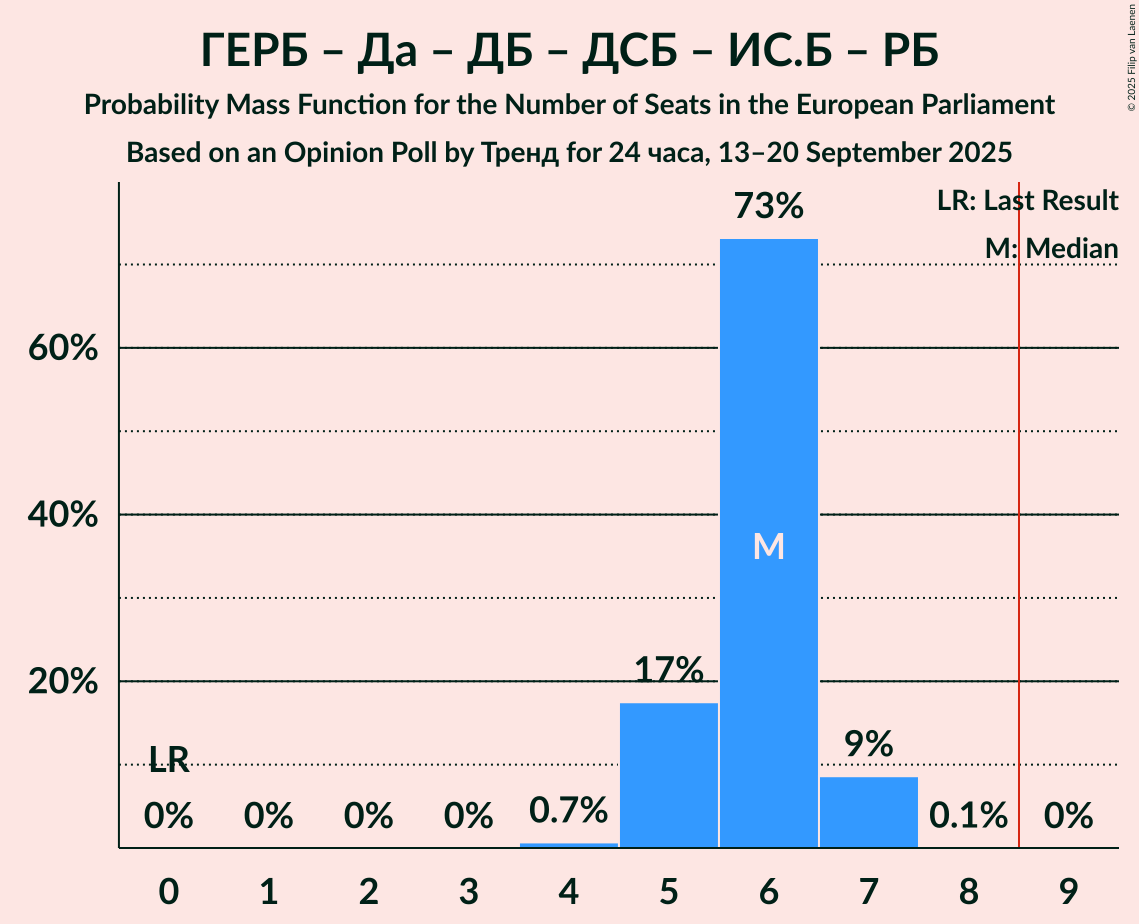 ГЕРБ – Да – ДБ – ДСБ – ИС.Б – РБ
Probability Mass Function for the Number of Seats in the European Parliament
Based on an Opinion Poll by Тренд for 24 часа, 13–20 September 2025
© 2025 Filip van Laenen
LR: Last Result
M: Median
73%
60%
40%
M
20%
17%
LR
9%
0%
0%
0%
0%
0.7%
0.1%
0%
0
1
2
3
4
5
6
7
8
9